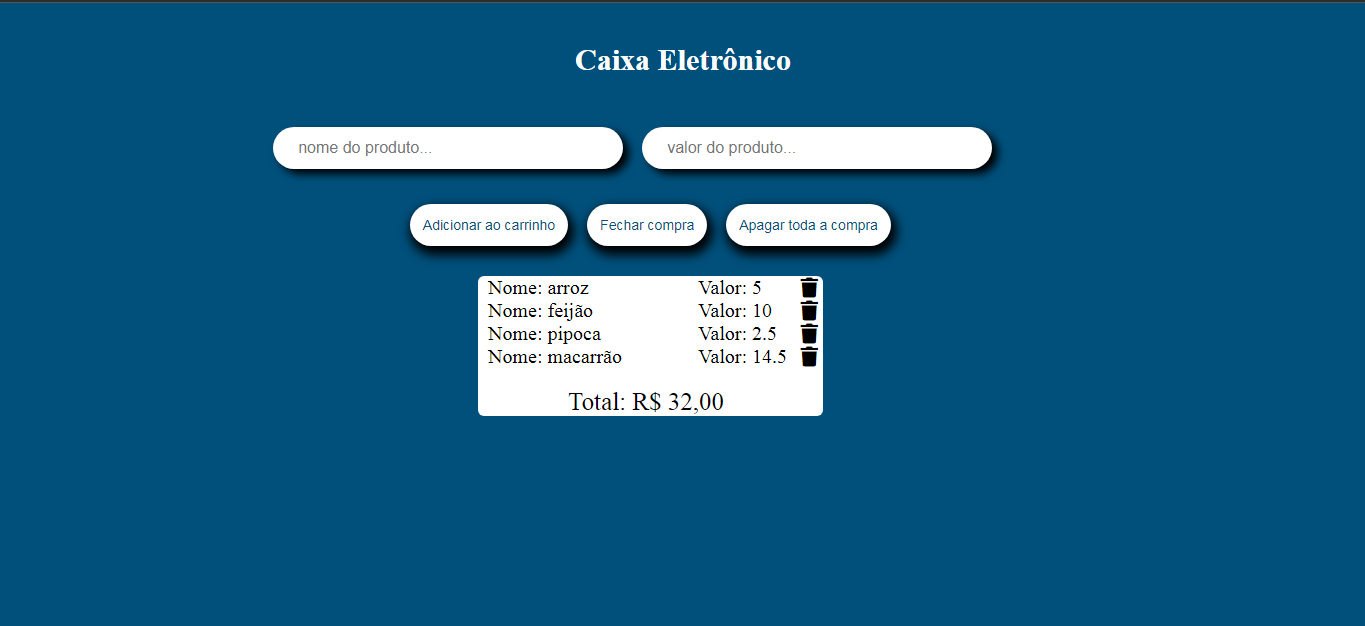 Caixa Eletrônico
nome do produto... valor do produto...
Adicionar ao carrinho Fechar compra Apagar toda a compra
Nome: arroz Valor: 5
Nome: feijão Valor: 10
Nome: pipoca Valor: 2.5
Nome: macarrão Valor: 14.5
Total: R$ 32,00